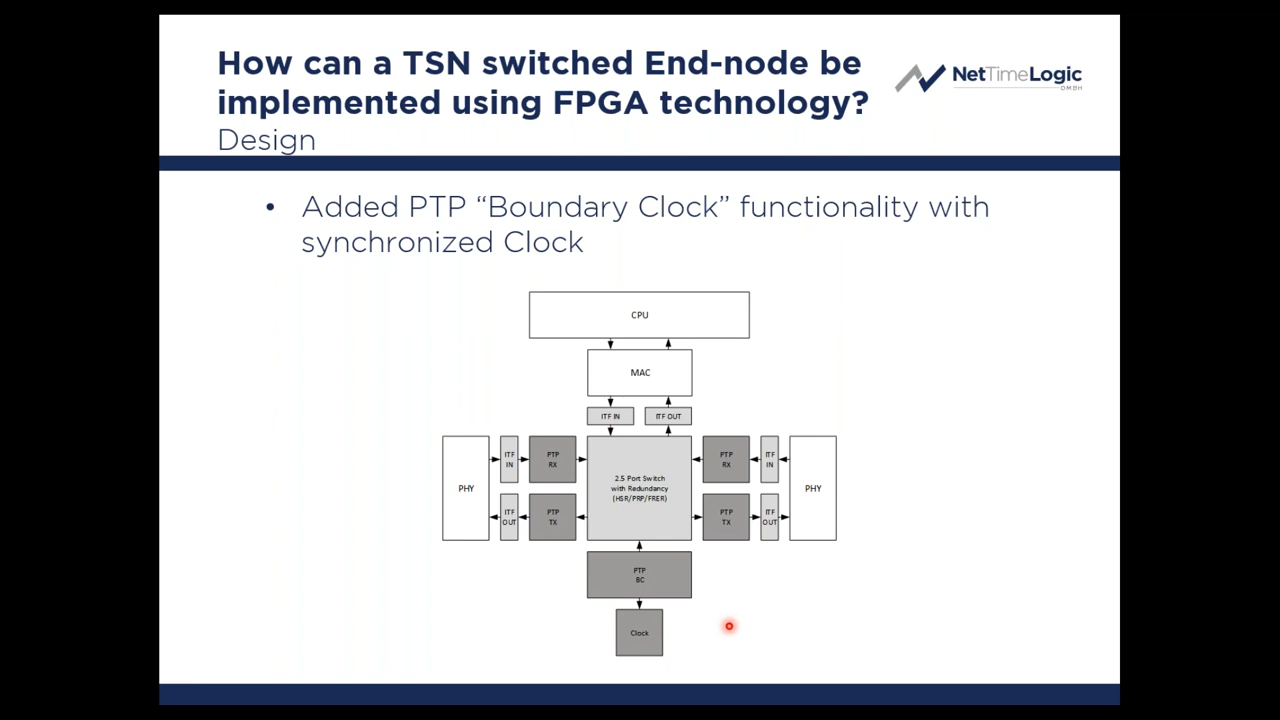 How can a TSN switched End-node be
implemented using FPGA technology?
Design
NetTimeLogic
GMBH
• Added PTP “Boundary Clock” functionality with
synchronized Clock
CPU
MAC
ITF IN
ITF OUT
PHY
ITF
IN
PTP
RX
2.5 Port Switch
with Redundancy
(HSR/PRP/FRER)
PTP
RX
ITF
IN
PHY
ITF
OUT
PTP
TX
PTP
TX
ITF
OUT
PTP
BC
Clock